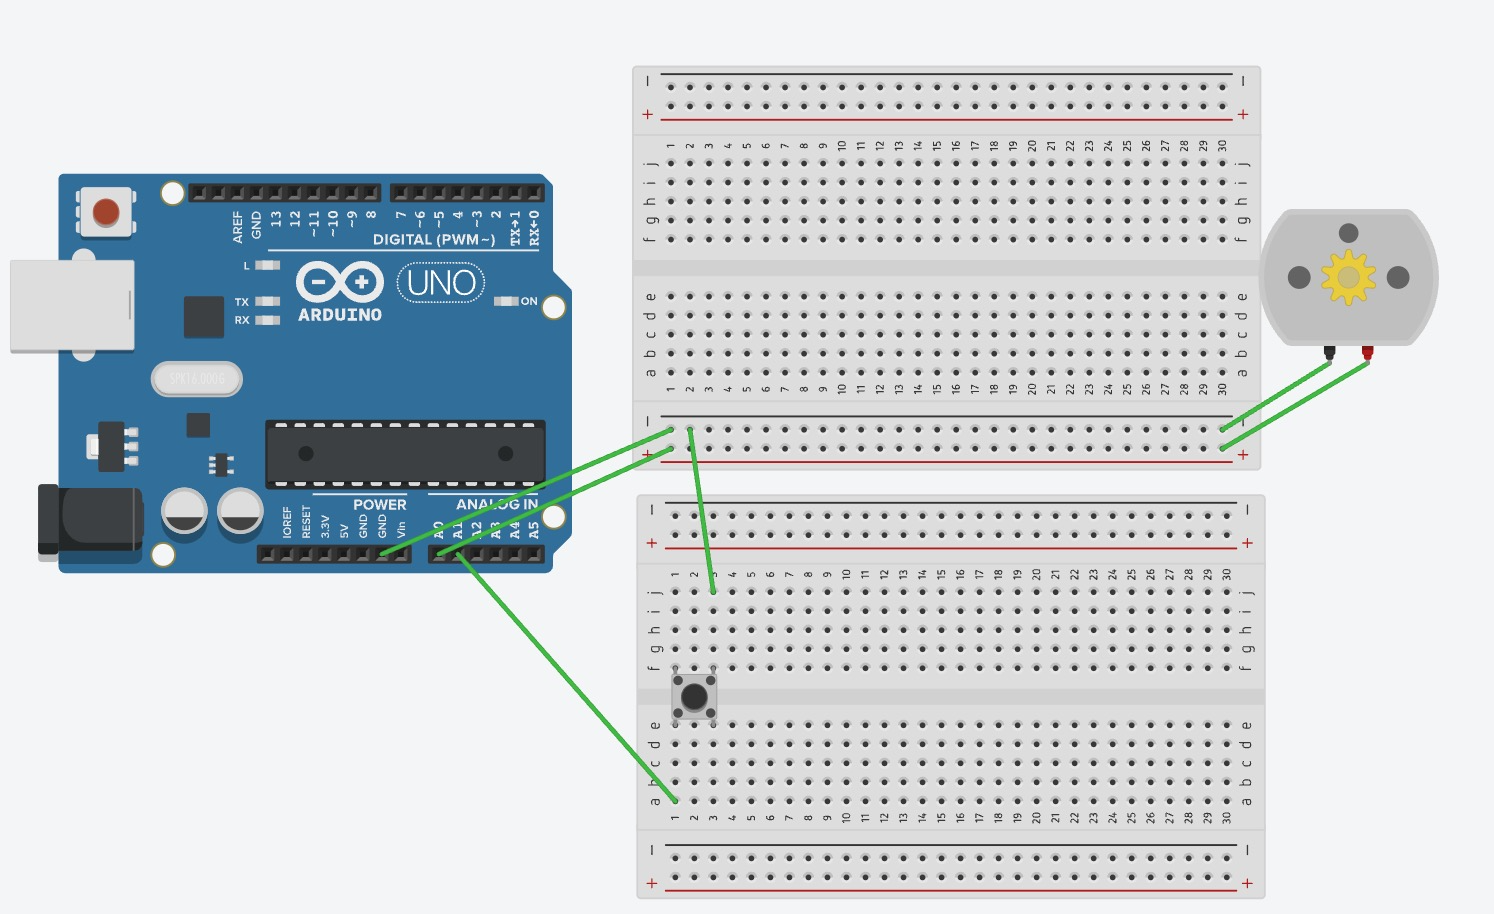 − −
+ +
1 2 3 4 5 6 7 8 9 10 11 12 13 14 15 16 17 18 19 20 21 22 23 24 25 26 27 28 29 30
j j
i i
h h
g g
f f
e e
d d
c c
b b
a a
1 2 3 4 5 6 7 8 9 10 11 12 13 14 15 16 17 18 19 20 21 22 23 24 25 26 27 28 29 30
− −
+ +
AREF GND 13 12 ~11 ~10 ~9 8 7 ~6 ~5 4 ~3 2 TX→1 RX←0
DIGITAL (PWM~)
L
TX
RX
UNO
ON
ARDUINO
SPK16.000G
POWER ANALOG IN
IOREF RESET 3.3V 5V GND GND Vin A0 A1 A2 A3 A4 A5
− −
+ +
1 2 3 4 5 6 7 8 9 10 11 12 13 14 15 16 17 18 19 20 21 22 23 24 25 26 27 28 29 30
j j
i i
h h
g g
f f
e e
d d
c c
b b
a a
1 2 3 4 5 6 7 8 9 10 11 12 13 14 15 16 17 18 19 20 21 22 23 24 25 26 27 28 29 30
− −
+ +